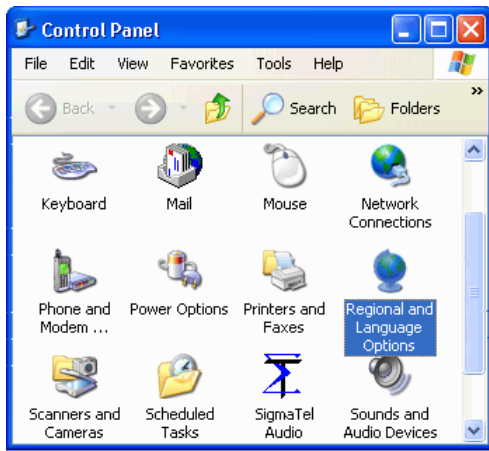 Control Panel
File Edit View Favorites Tools Help
Back Search Folders »
Keyboard Mail Mouse Network Connections
Phone and Modem ... Power Options Printers and Faxes Regional and Language Options
Scanners and Cameras Scheduled Tasks SigmaTel Audio Sounds and Audio Devices